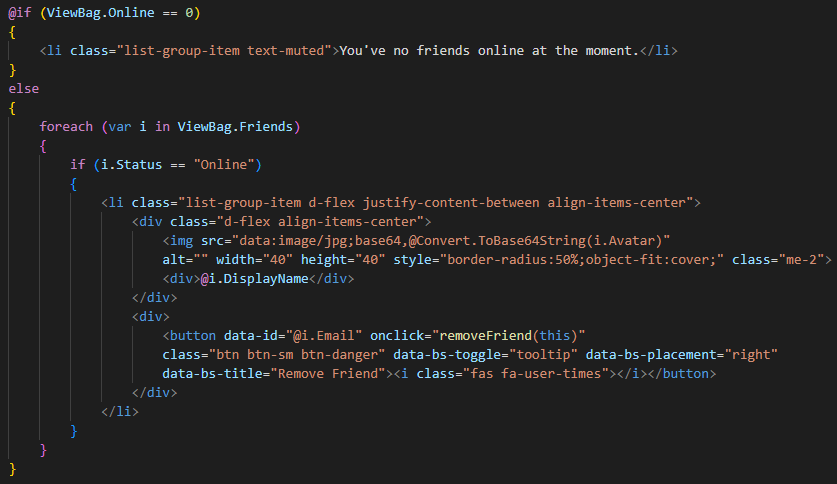 @if (ViewBag.Online == 0)
{
    <li class="list-group-item text-muted">You've no friends online at the moment.</li>
}
else
{
    foreach (var i in ViewBag.Friends)
    {
        if (i.Status == "Online")
        {
            <li class="list-group-item d-flex justify-content-between align-items-center">
                <div class="d-flex align-items-center">
                    <img src="data:image/jpg;base64,@Convert.ToBase64String(i.Avatar)"
                    alt="" width="40" height="40" style="border-radius:50%;object-fit:cover;" class="me-2">
                    <div>@i.DisplayName</div>
                </div>
                <div>
                    <button data-id="@i.Email" onclick="removeFriend(this)"
                    class="btn btn-sm btn-danger" data-bs-toggle="tooltip" data-bs-placement="right"
                    data-bs-title="Remove Friend"><i class="fas fa-user-times"></i></button>
                </div>
            </li>
        }
    }
}